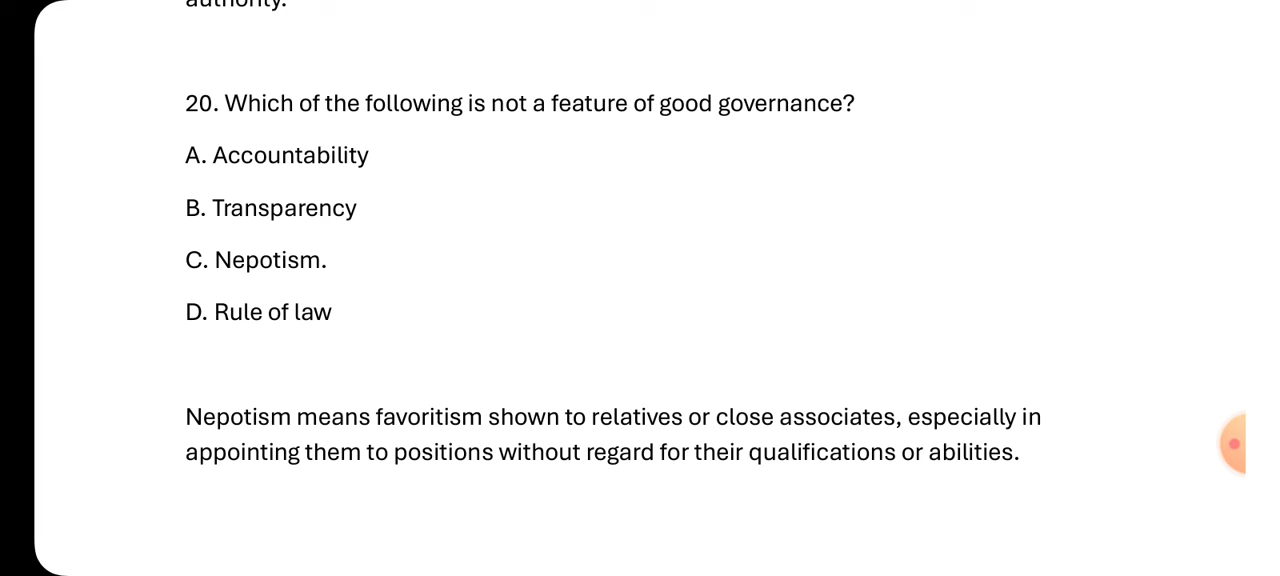 authority.
20. Which of the following is not a feature of good governance?
A. Accountability
B. Transparency
C. Nepotism.
D. Rule of law
Nepotism means favoritism shown to relatives or close associates, especially in
appointing them to positions without regard for their qualifications or abilities.